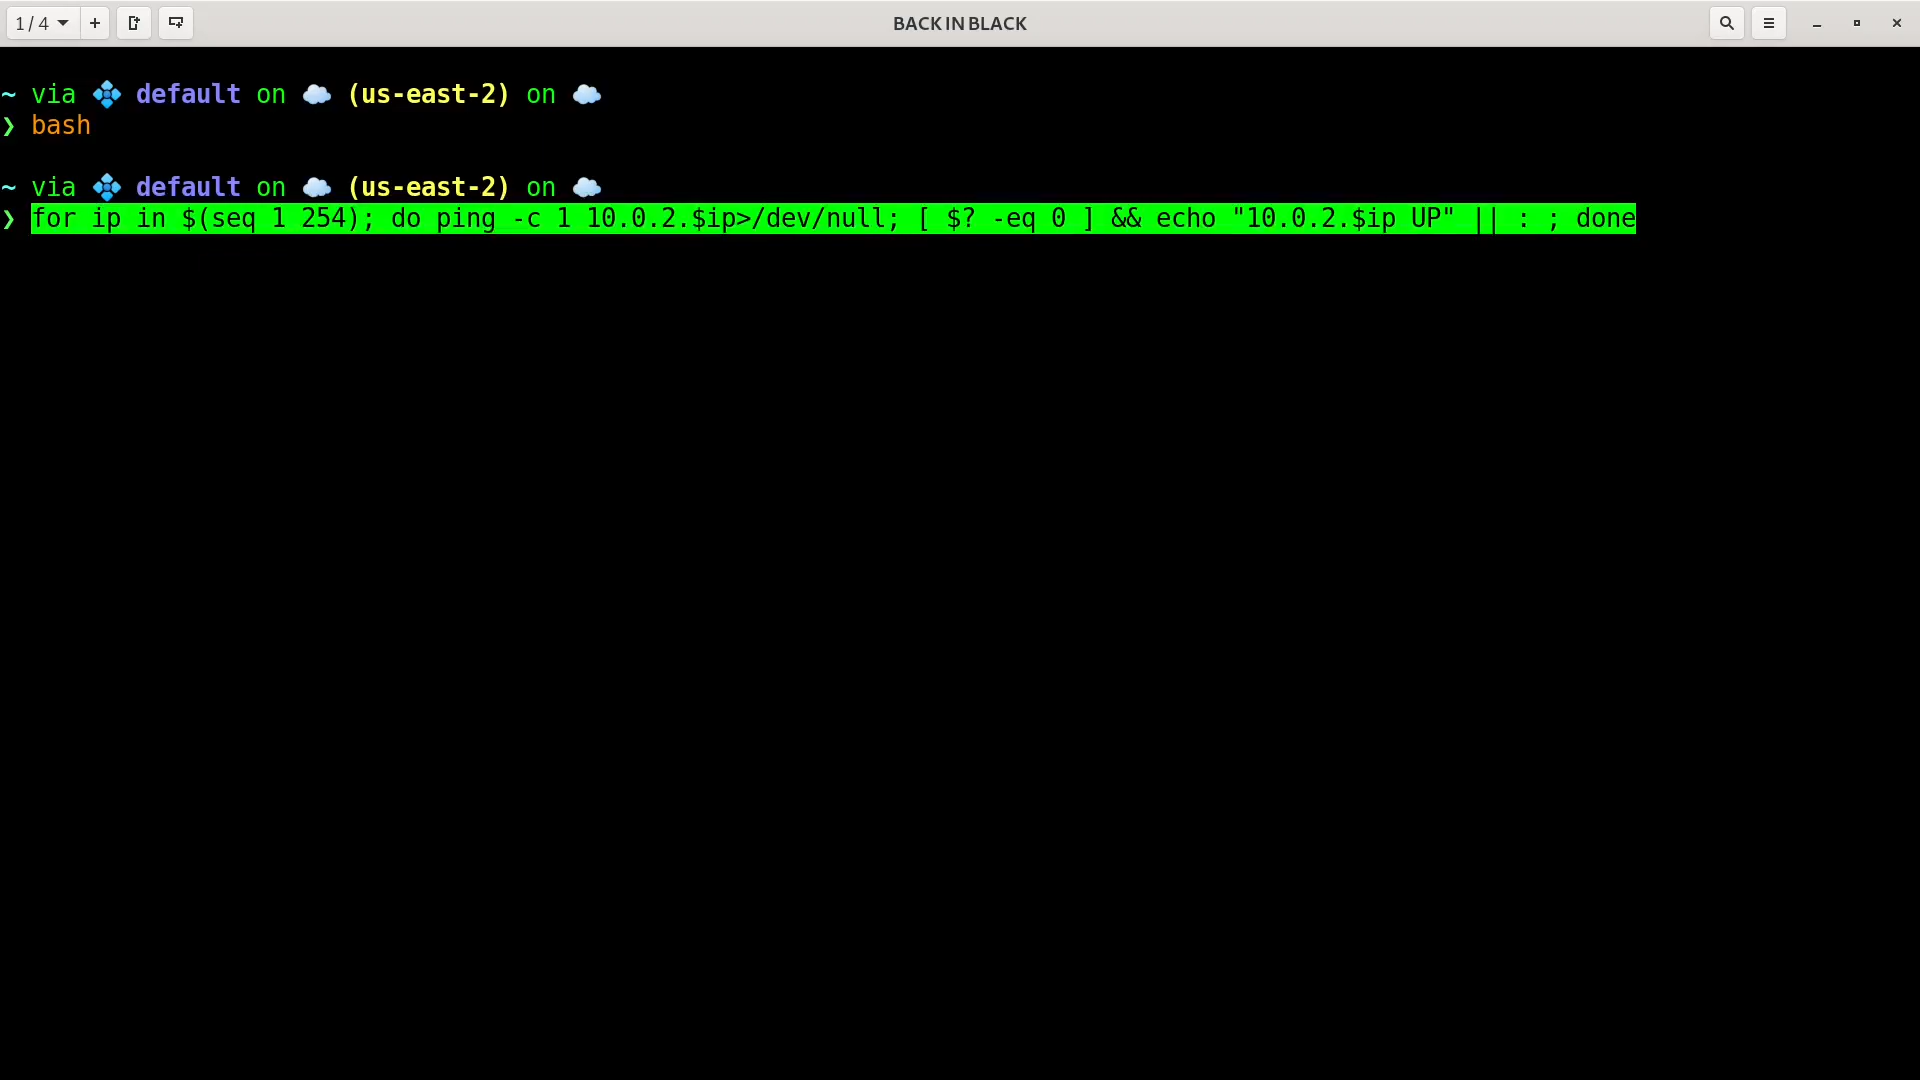 1 / 4
BACK IN BLACK
~ via default on (us-east-2) on
❯ bash
~ via default on (us-east-2) on
❯ for ip in $(seq 1 254); do ping -c 1 10.0.2.$ip>/dev/null; [ $? -eq 0 ] && echo "10.0.2.$ip UP" || : ; done